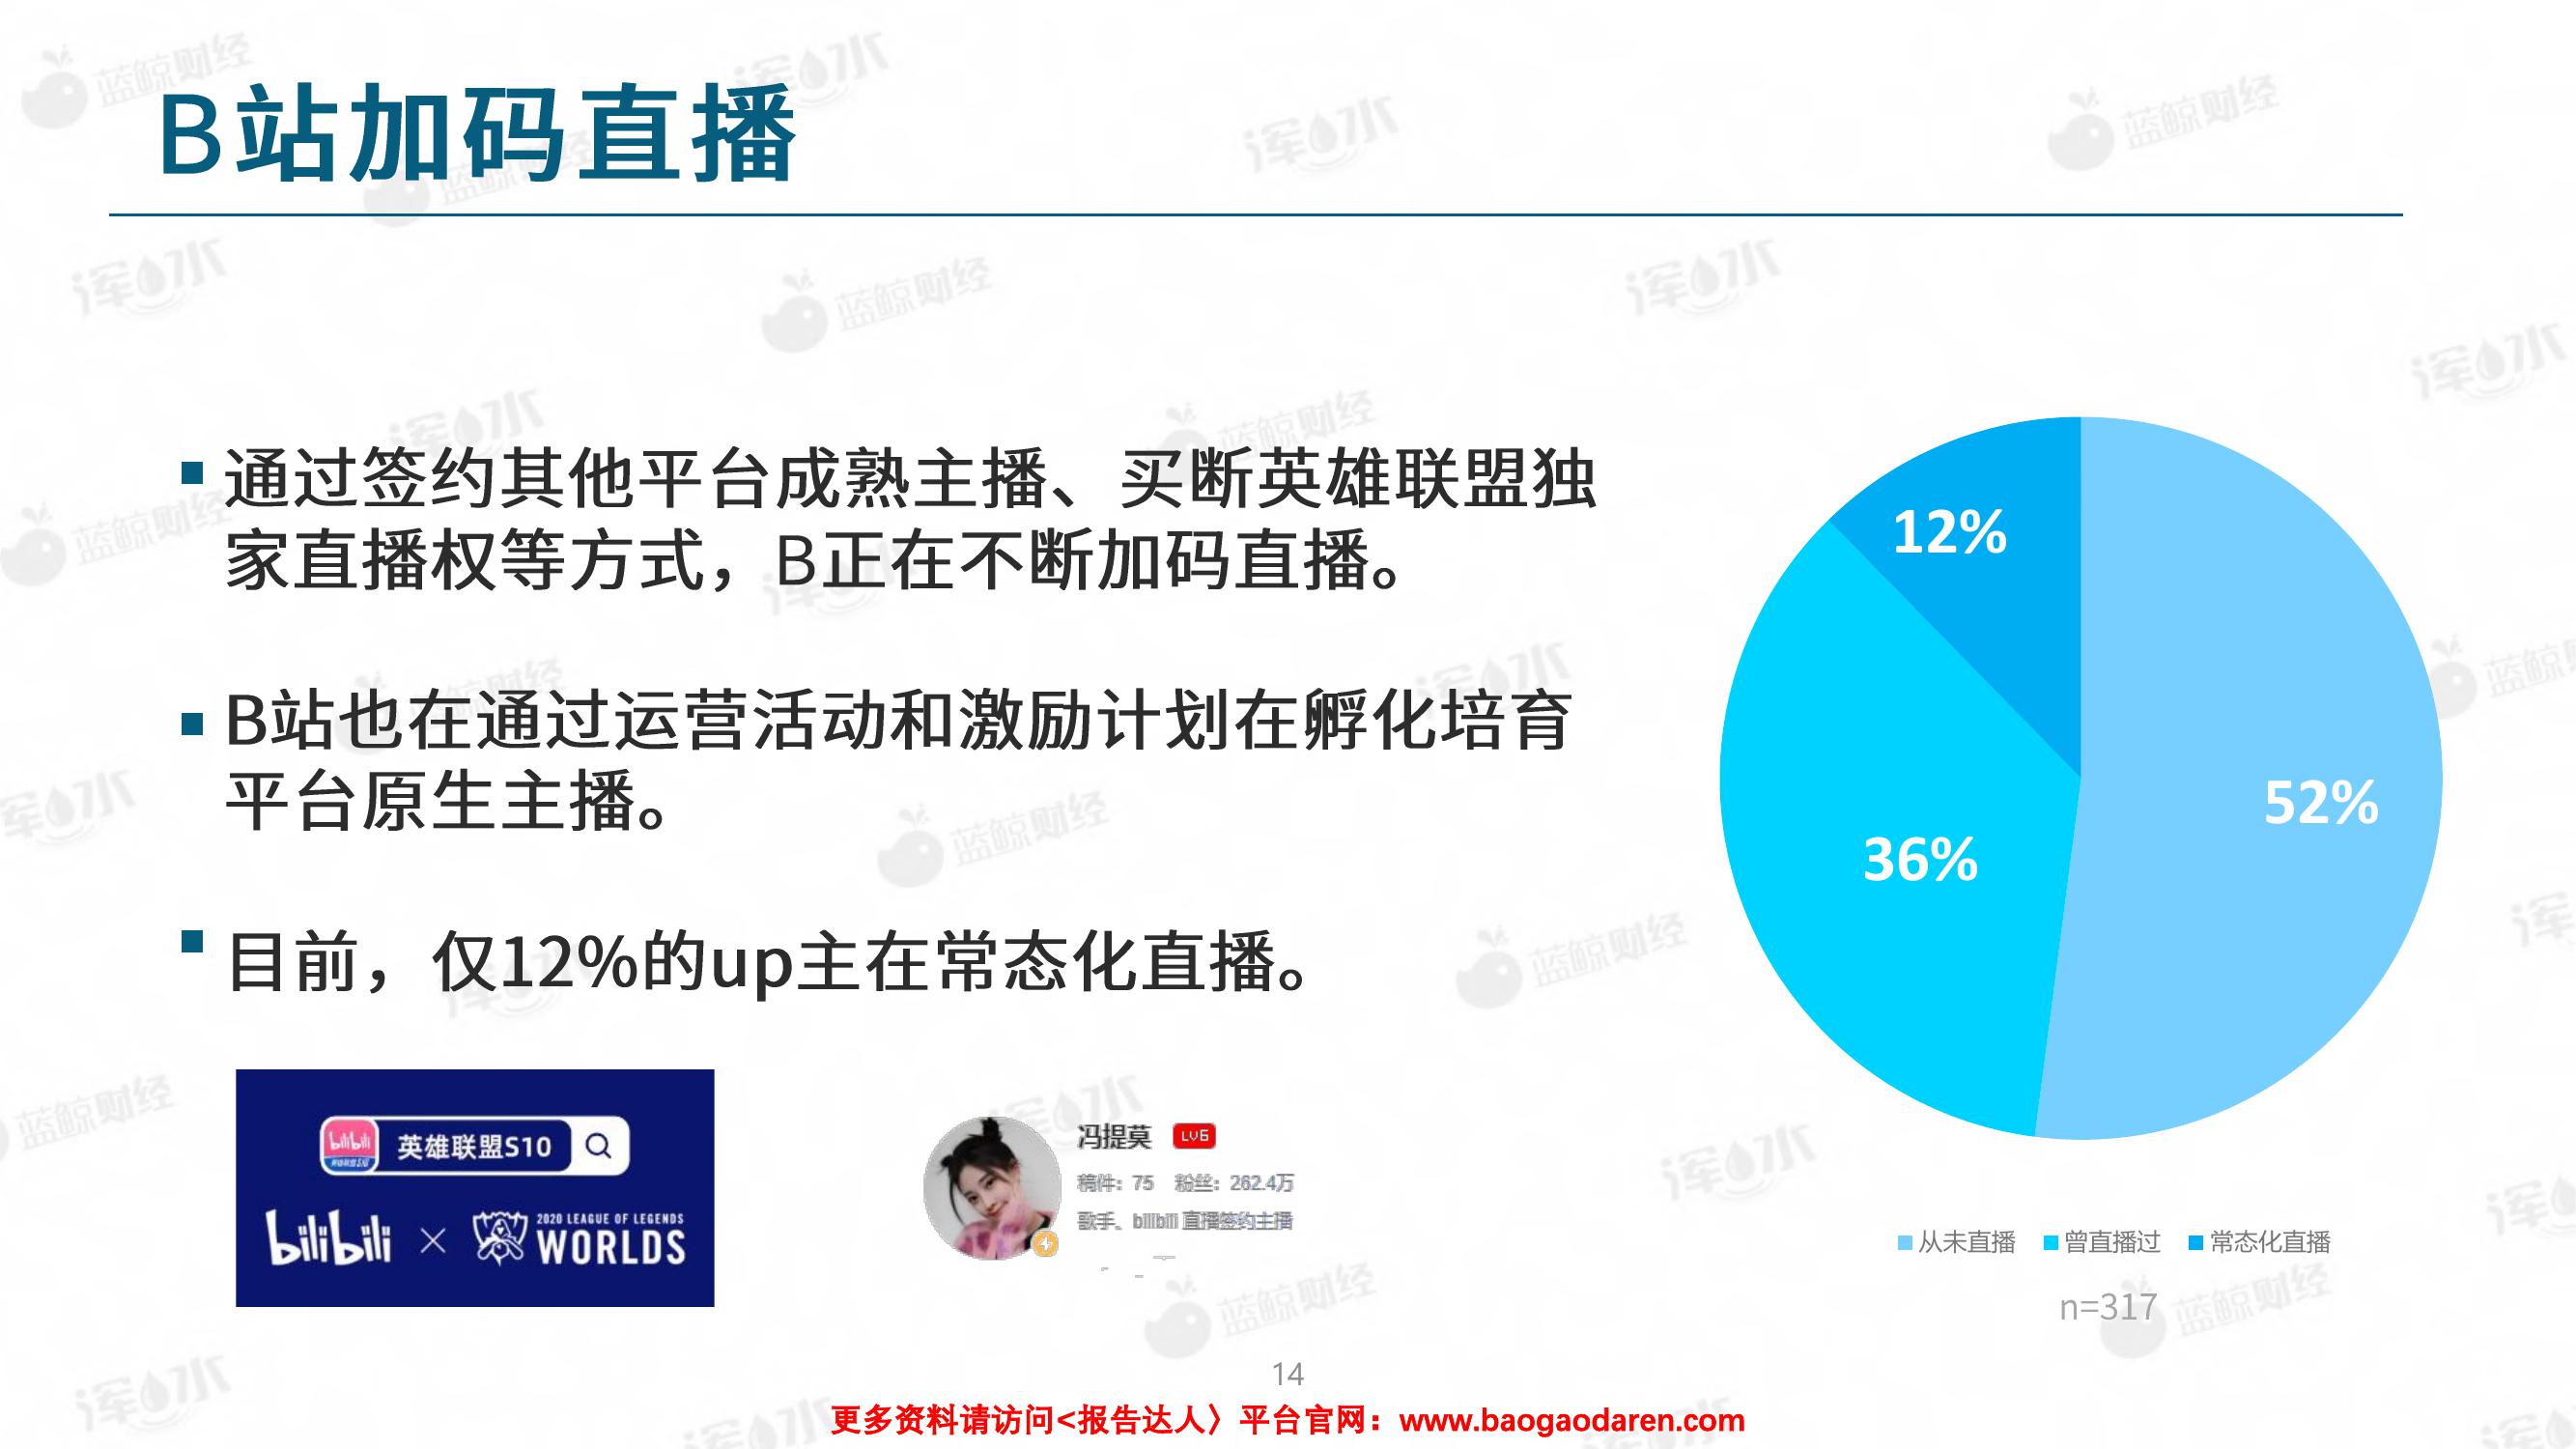 B站加码直播
通过签约其他平台成熟主播、买断英雄联盟独
家直播权等方式，B正在不断加码直播。
B站也在通过运营活动和激励计划在孵化培育
平台原生主播。
目前，仅12%的up主在常态化直播。
12%
52%
36%
从未直播 曾直播过 常态化直播
n=317
bilibili 英雄联盟S10
bilibili × 2020 LEAGUE OF LEGENDS
WORLDS
冯提莫 LV6
稿件：75 粉丝：262.4万
歌手、bilibili 直播签约主播
14
更多资料请访问<报告达人〉平台官网：www.baogaodaren.com
蓝鲸财经
浑水